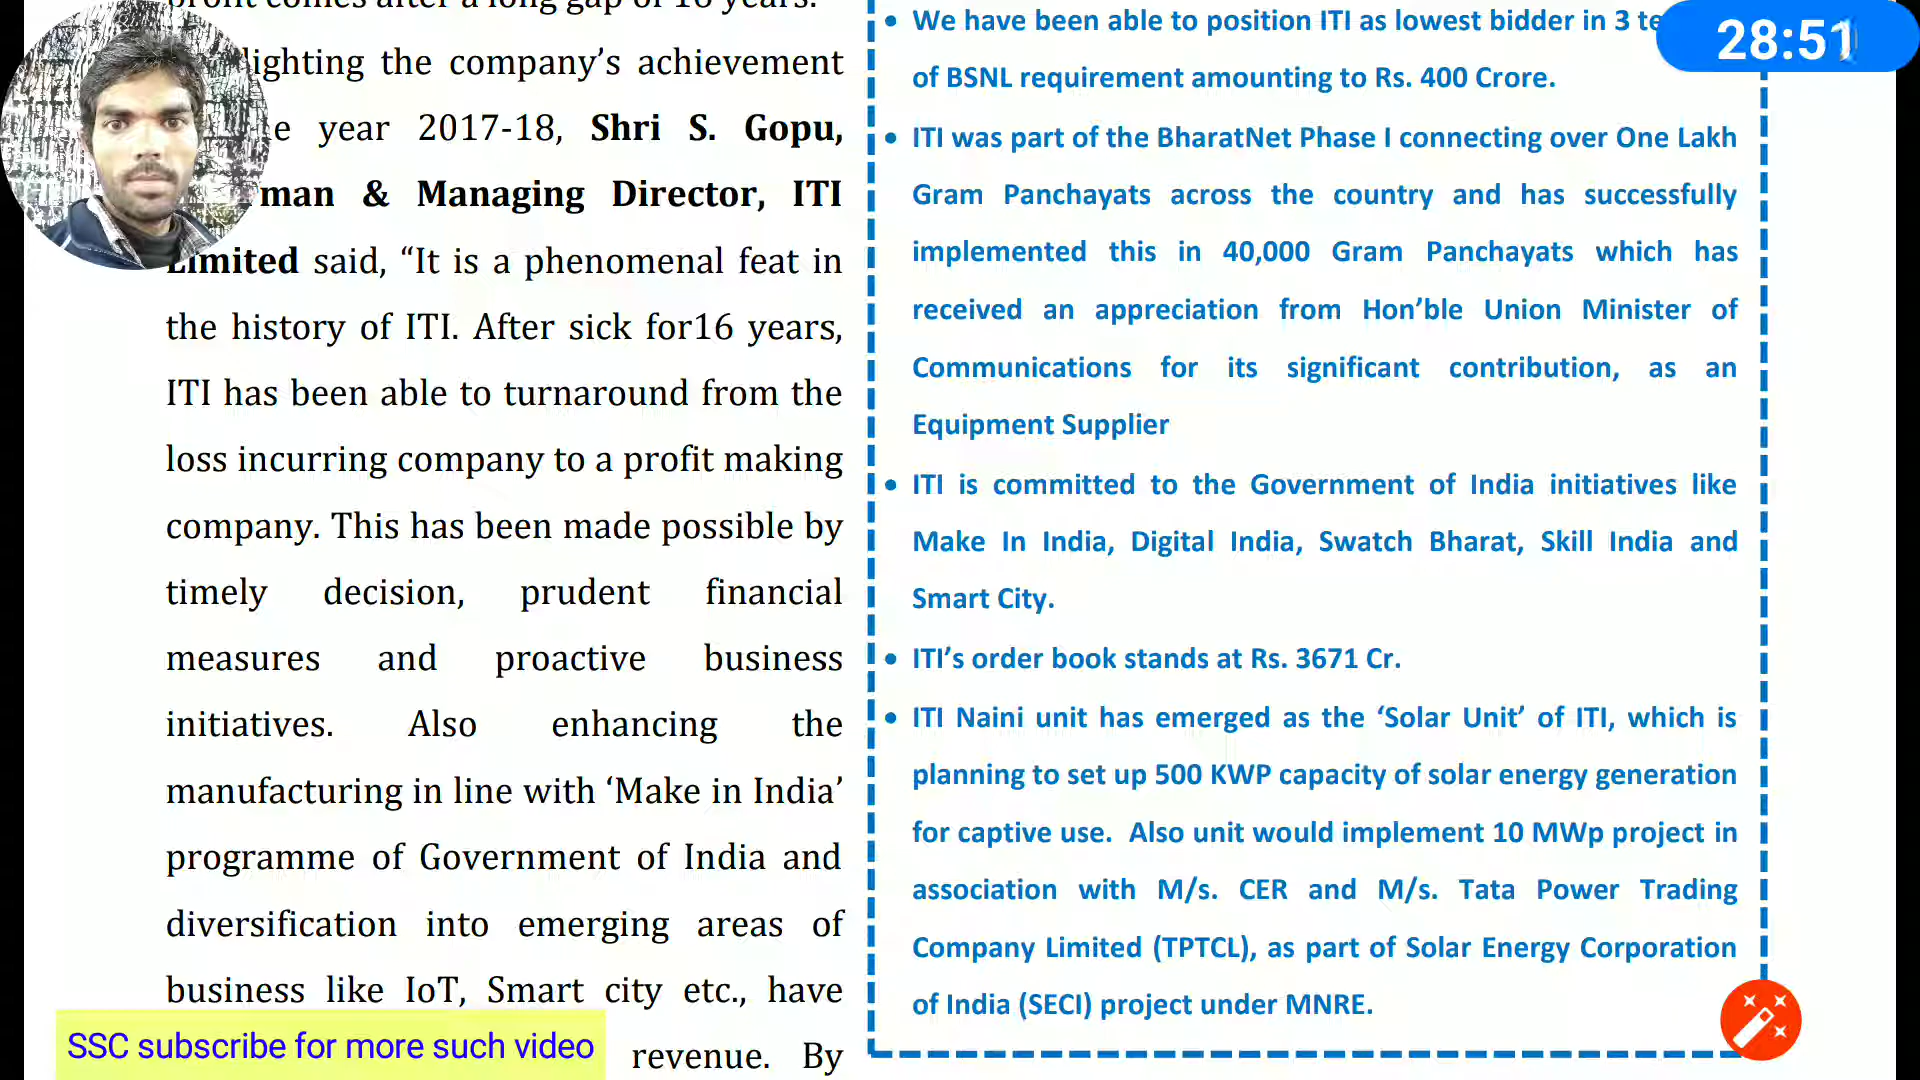 profit comes after a long gap of 16 years.
ighting the company's achievement
e year 2017-18, Shri S. Gopu,
man & Managing Director, ITI
Limited said, “It is a phenomenal feat in
the history of ITI. After sick for16 years,
ITI has been able to turnaround from the
loss incurring company to a profit making
company. This has been made possible by
timely decision, prudent financial
measures and proactive business
initiatives. Also enhancing the
manufacturing in line with ‘Make in India’
programme of Government of India and
diversification into emerging areas of
business like IoT, Smart city etc., have
revenue. By
SSC subscribe for more such video
• We have been able to position ITI as lowest bidder in 3 te
of BSNL requirement amounting to Rs. 400 Crore.
• ITI was part of the BharatNet Phase I connecting over One Lakh
Gram Panchayats across the country and has successfully
implemented this in 40,000 Gram Panchayats which has
received an appreciation from Hon’ble Union Minister of
Communications for its significant contribution, as an
Equipment Supplier
• ITI is committed to the Government of India initiatives like
Make In India, Digital India, Swatch Bharat, Skill India and
Smart City.
• ITI’s order book stands at Rs. 3671 Cr.
• ITI Naini unit has emerged as the ‘Solar Unit’ of ITI, which is
planning to set up 500 KWP capacity of solar energy generation
for captive use. Also unit would implement 10 MWp project in
association with M/s. CER and M/s. Tata Power Trading
Company Limited (TPTCL), as part of Solar Energy Corporation
of India (SECI) project under MNRE.
28:51